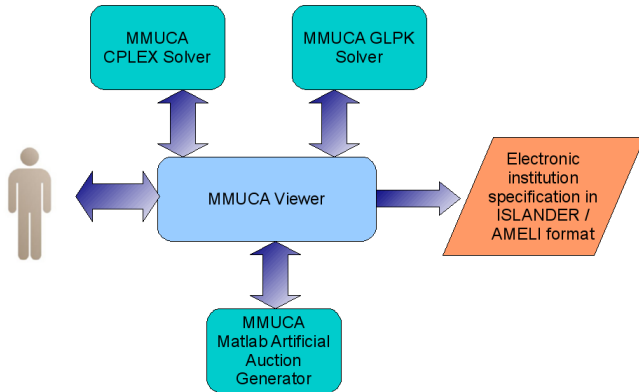 MMUCA
CPLEX Solver
MMUCA GLPK
Solver
MMUCA Viewer
Electronic
institution
specification in
ISLANDER /
AMELI format
MMUCA
Matlab Artificial
Auction
Generator